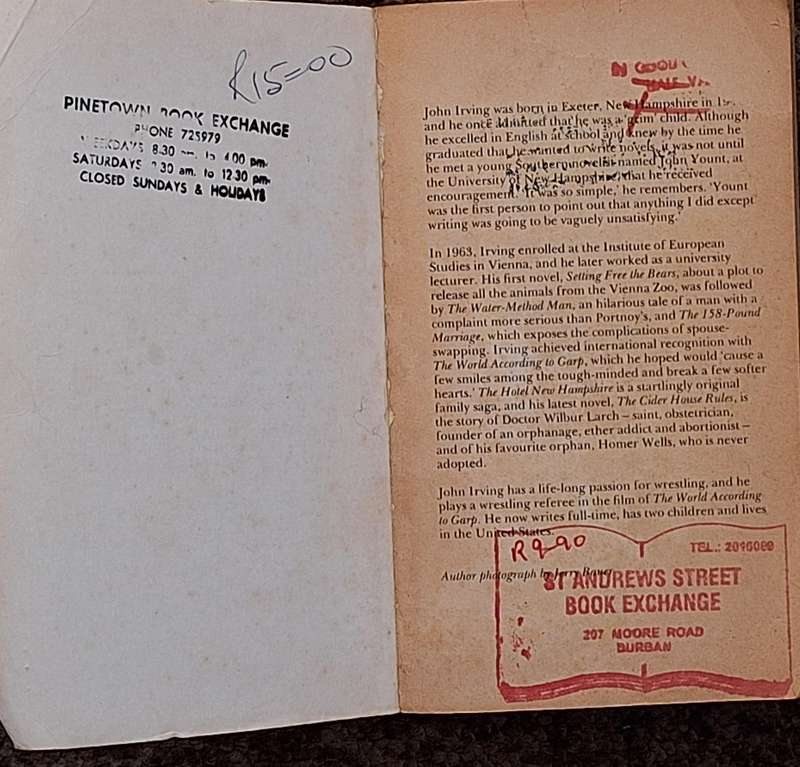 R15=00
PINETOWN BOOK EXCHANGE
PHONE 725979
WEEKDAYS 8.30 am. to 4.00 pm.
SATURDAYS 30 am. to 12.30 pm.
CLOSED SUNDAYS & HOLIDAYS
IN GOOD
HALF
John Irving was born in Exeter, New Hampshire in
and he once admitted that he was a 'grim' child. Although
he excelled in English at school and knew by the time he
graduated that he wanted to write novels, it was not until
he met a young Southern novelist named John Yount, at
the University of New Hampshire, that he received
encouragement. 'It was so simple,' he remembers. 'Yount
was the first person to point out that anything I did except
writing was going to be vaguely unsatisfying.'
In 1963, Irving enrolled at the Institute of European
Studies in Vienna, and he later worked as a university
lecturer. His first novel, Setting Free the Bears, about a plot to
release all the animals from the Vienna Zoo, was followed
by The Water-Method Man, an hilarious tale of a man with a
complaint more serious than Portnoy's, and The 158-Pound
Marriage, which exposes the complications of spouse-
swapping. Irving achieved international recognition with
The World According to Garp, which he hoped would 'cause a
few smiles among the tough-minded and break a few softer
hearts.' The Hotel New Hampshire is a startlingly original
family saga, and his latest novel, The Cider House Rules, is
the story of Doctor Wilbur Larch – saint, obstetrician,
founder of an orphanage, ether addict and abortionist –
and of his favourite orphan, Homer Wells, who is never
adopted.
John Irving has a life-long passion for wrestling, and he
plays a wrestling referee in the film of The World According
to Garp. He now writes full-time, has two children and lives
in the United States.
Author photograph by Jerry Bauer
R9-90
TEL.: 2016089
ST ANDREWS STREET
BOOK EXCHANGE
207 MOORE ROAD
DURBAN